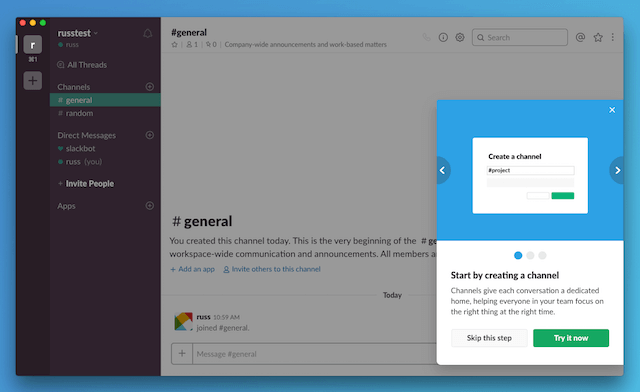 russtest
russ
r
⌘1
All Threads
Channels
# general
# random
Direct Messages
slackbot
russ (you)
+ Invite People
Apps
#general
1
0
Company-wide announcements and work-based matters
Search
#general
You created this channel today. This is the very beginning of the #ge
workspace-wide communication and announcements. All members a
+ Add an app
Invite others to this channel
Today
russ 10:59 AM
joined #general.
Message #general
Create a channel
#project
Start by creating a channel
Channels give each conversation a dedicated
home, helping everyone in your team focus on
the right thing at the right time.
Skip this step
Try it now